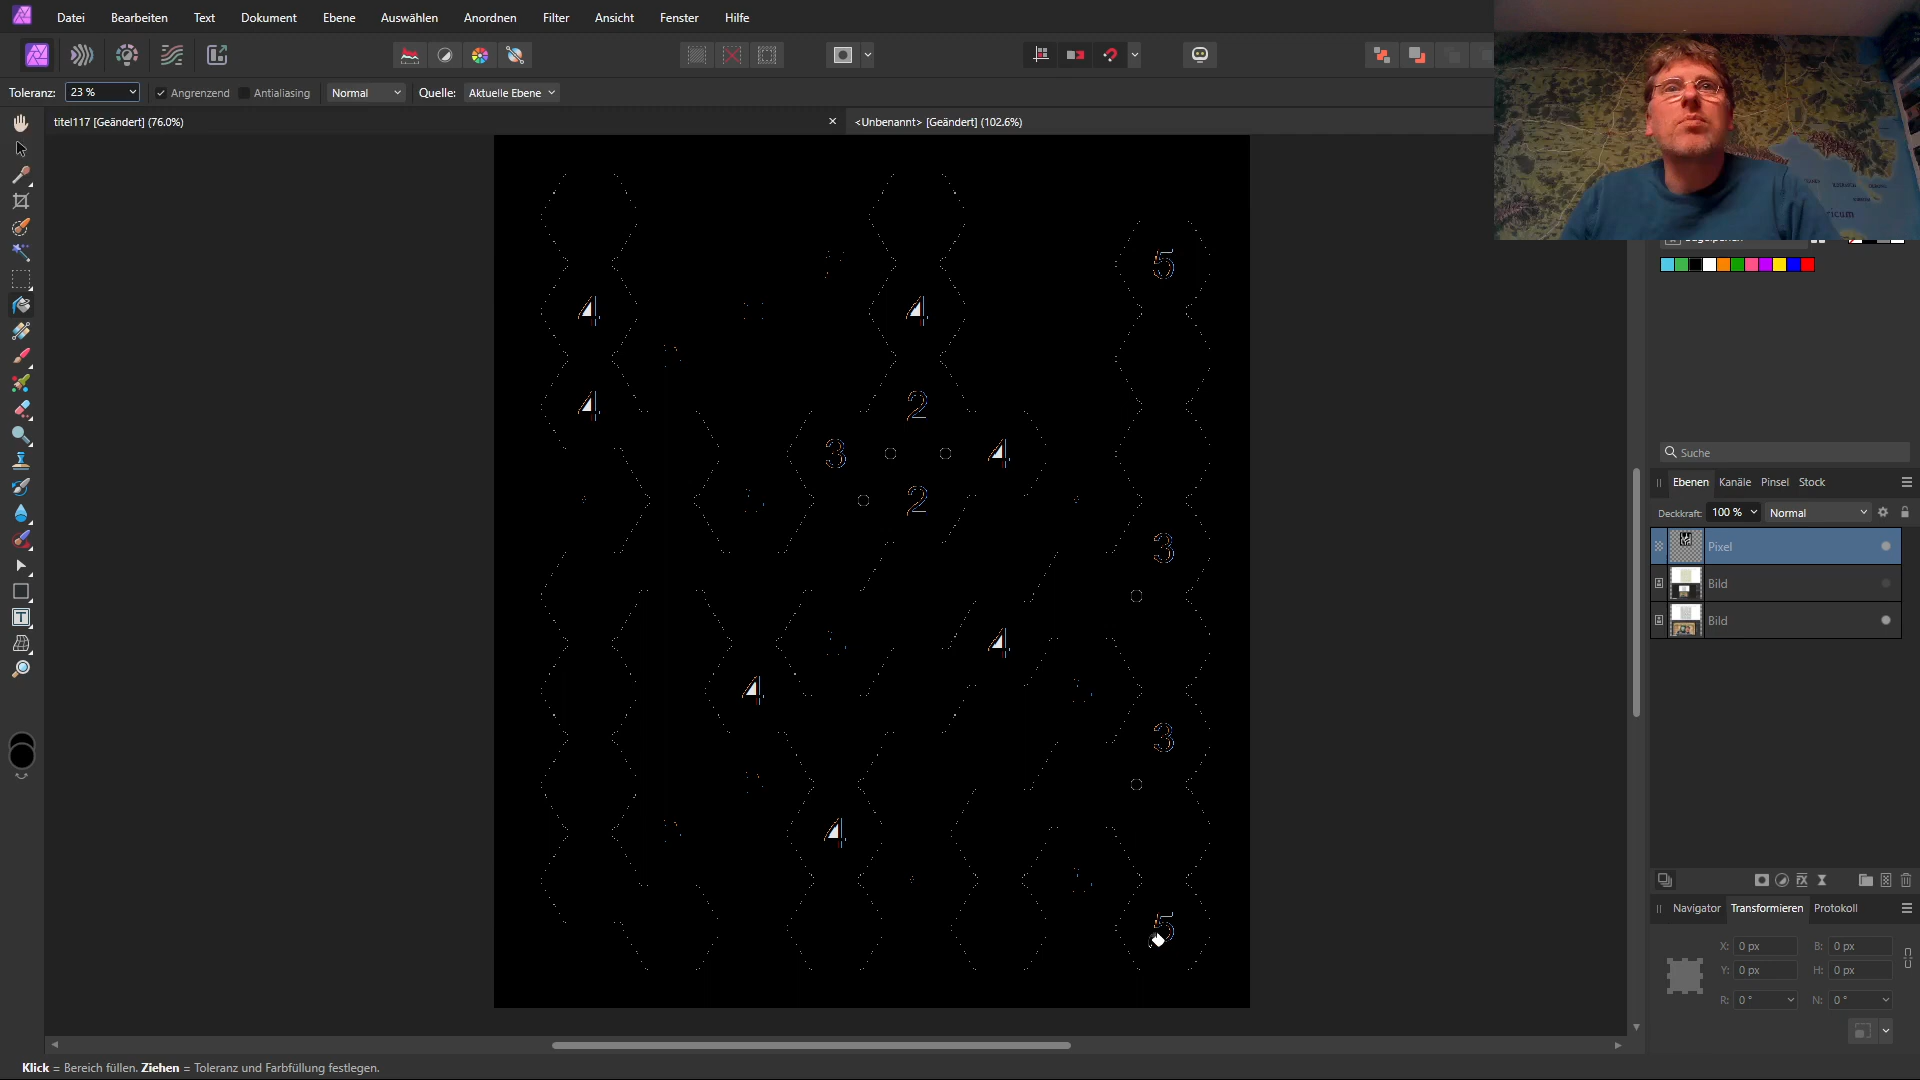 Datei Bearbeiten Text Dokument Ebene Auswählen Anordnen Filter Ansicht Fenster Hilfe
Toleranz: 23 % Angrenzend Antialiasing Normal Quelle: Aktuelle Ebene
titel117 [Geändert] (76.0%) <Unbenannt> [Geändert] (102.6%)
5
4 4
4 2
3 4
2
3
4
4
3
4
5
Suche
Ebenen Kanäle Pinsel Stock
Deckkraft: 100 % Normal
Pixel
Bild
Bild
Navigator Transformieren Protokoll
X: 0 px B: 0 px
Y: 0 px H: 0 px
R: 0 ° N: 0 °
Klick = Bereich füllen. Ziehen = Toleranz und Farbfüllung festlegen.